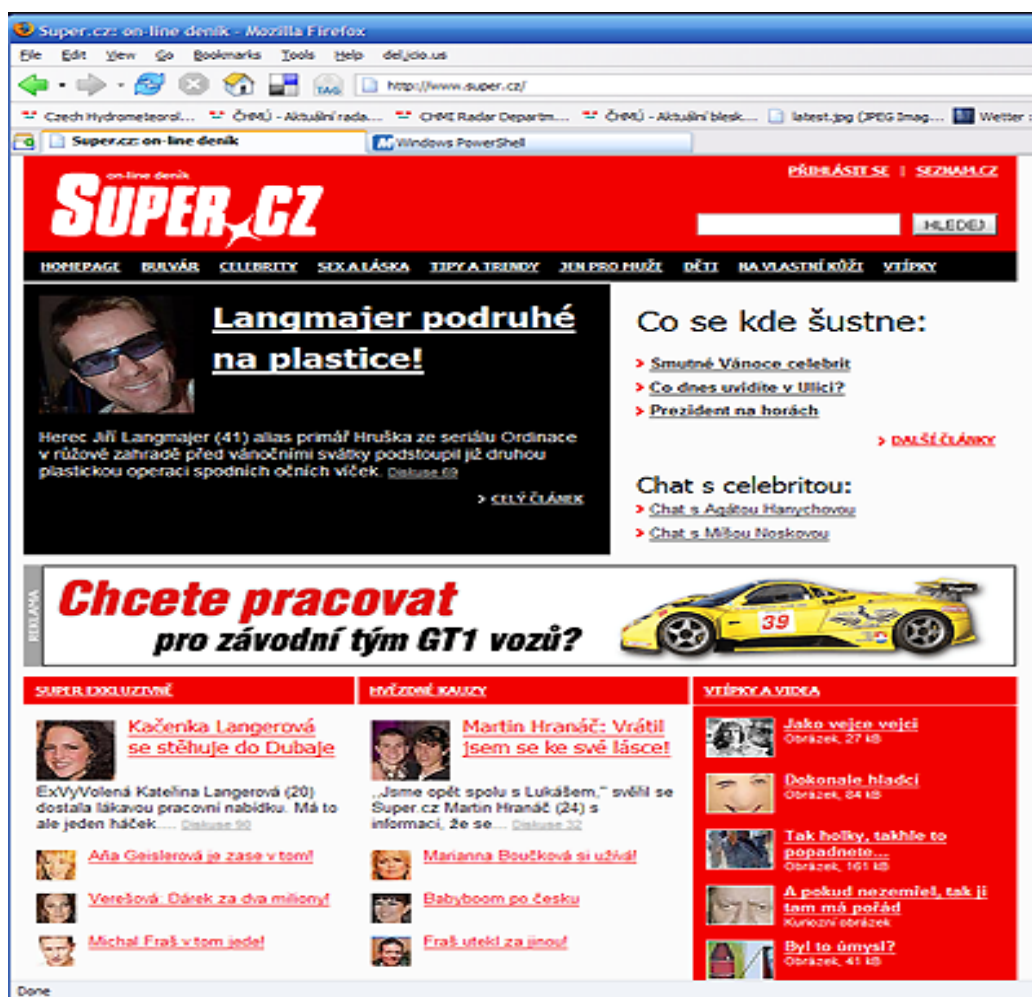 Super.cz: on-line deník - Mozilla Firefox
File Edit View Go Bookmarks Tools Help del.icio.us
TAG http://www.super.cz/
Czech Hydrometeorol... ČHMÚ - Aktuální rada... CHMI Radar Departm... ČHMÚ - Aktuální blesk... latest.jpg (JPEG Imag... Wetter
Super.cz: on-line deník Windows PowerShell
PŘIHLÁSIT SE | SEZNAM.CZ
on-line deník
SUPER.CZ
HLEDEJ
HOMEPAGE BULVÁR CELEBRITY SEX A LÁSKA TIPY A TRENDY JEN PRO MUŽE DĚTI NA VLASTNÍ KŮŽI VTÍPKY
Langmajer podruhé
na plastice!
Herec Jiří Langmajer (41) alias primář Hruška ze seriálu Ordinace
v růžové zahradě před vánočními svátky podstoupil již druhou
plastickou operaci spodních očních víček. Diskuse 69
> CELÝ ČLÁNEK
Co se kde šustne:
> Smutné Vánoce celebrit
> Co dnes uvidíte v Ulici?
> Prezident na horách
> DALŠÍ ČLÁNKY
Chat s celebritou:
> Chat s Agátou Hanychovou
> Chat s Míšou Noskovou
REKLAMA
Chcete pracovat
pro závodní tým GT1 vozů?
39
SUPER EXKLUZIVNĚ
Kačenka Langerová
se stěhuje do Dubaje
ExVyVolená Kateřina Langerová (20)
dostala lákavou pracovní nabídku. Má to
ale jeden háček.... Diskuse 90
Aňa Geislerová je zase v tom!
Verešová: Dárek za dva miliony!
Michal Fraš v tom jede!
HVĚZDNÉ KAUZY
Martin Hranáč: Vrátil
jsem se ke své lásce!
„Jsme opět spolu s Lukášem," svěřil se
Super.cz Martin Hranáč (24) s
informací, že se.... Diskuse 32
Marianna Boučková si užívá!
Babyboom po česku
Fraš utekl za jinou!
VTÍPKY A VIDEA
Jako vejce vejci
Obrázek, 27 kB
Dokonale hladcí
Obrázek, 84 kB
Tak holky, takhle to
popadnete...
Obrázek, 161 kB
A pokud nezemřel, tak ji
tam má pořád
Kuriozní obrázek
Byl to úmysl?
Obrázek, 41 kB
Done